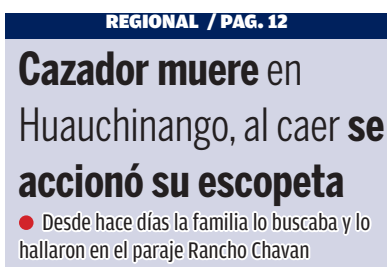 REGIONAL / PAG. 12
Cazador muere en
Huauchinango, al caer se
accionó su escopeta
● Desde hace días la familia lo buscaba y lo
hallaron en el paraje Rancho Chavan